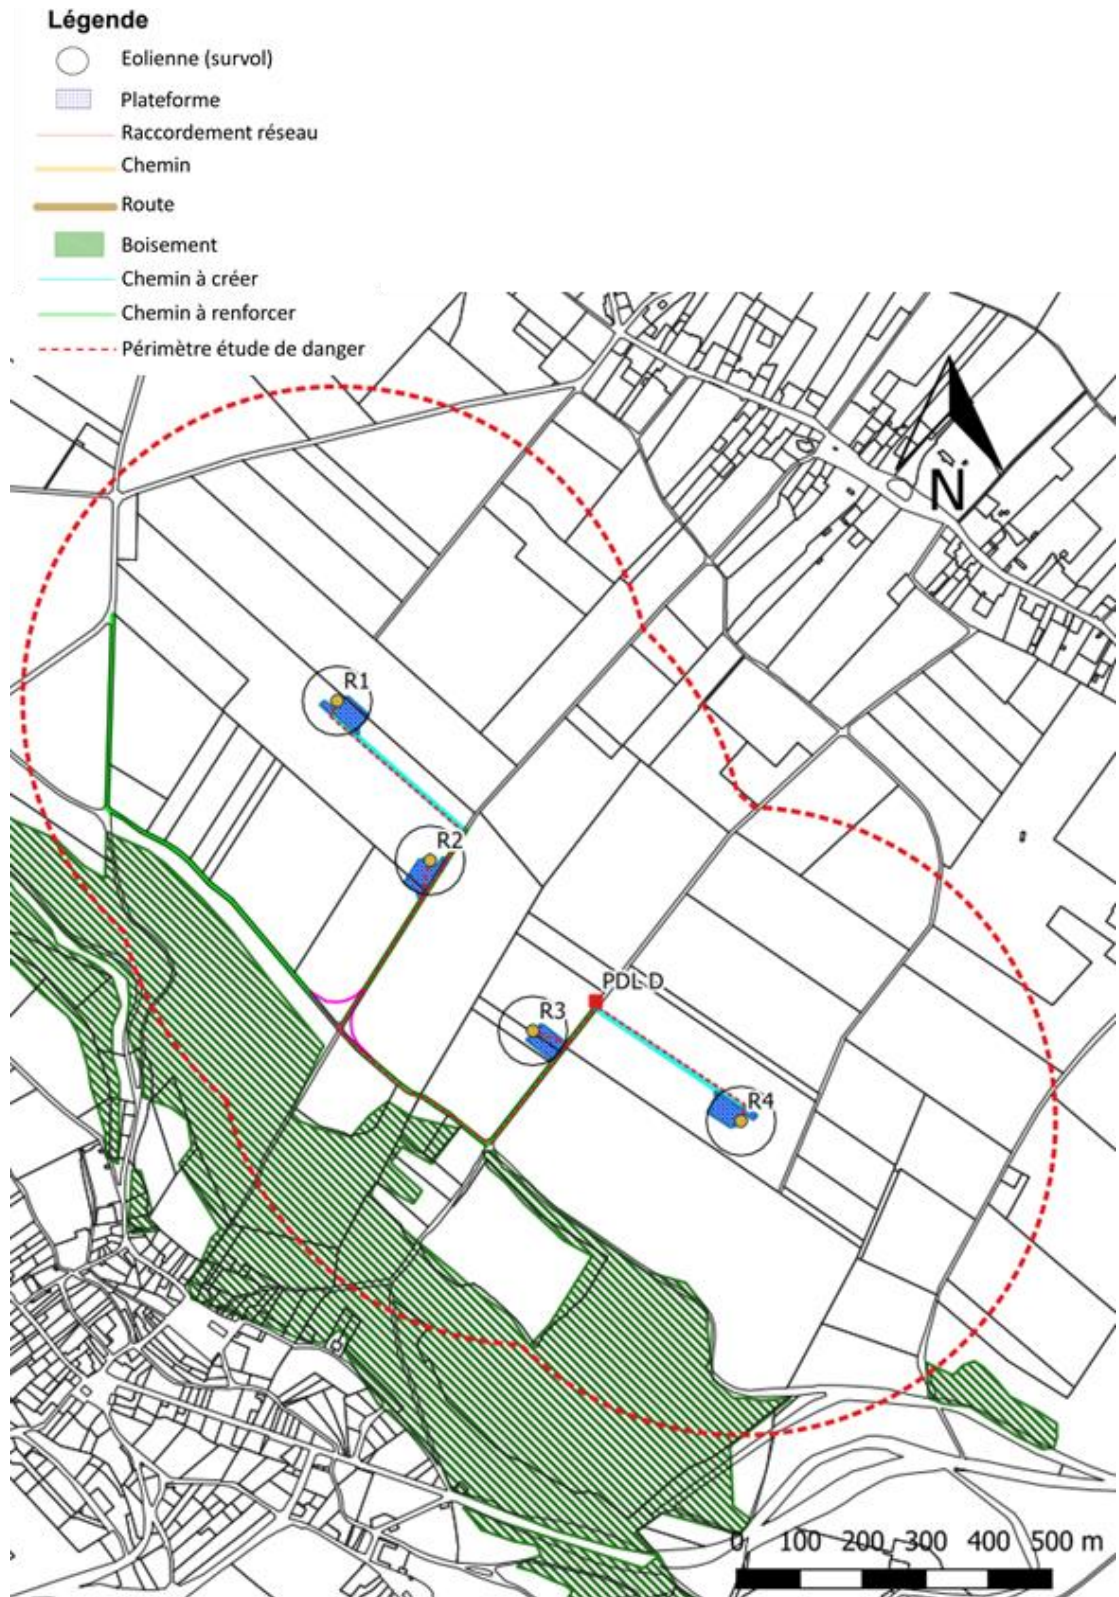 Légende
Eolienne (survol)
Plateforme
Raccordement réseau
Chemin
Route
Boisement
Chemin à créer
Chemin à renforcer
Périmètre étude de danger
N
R1
R2
PDL D
R3
R4
0 100 200 300 400 500 m